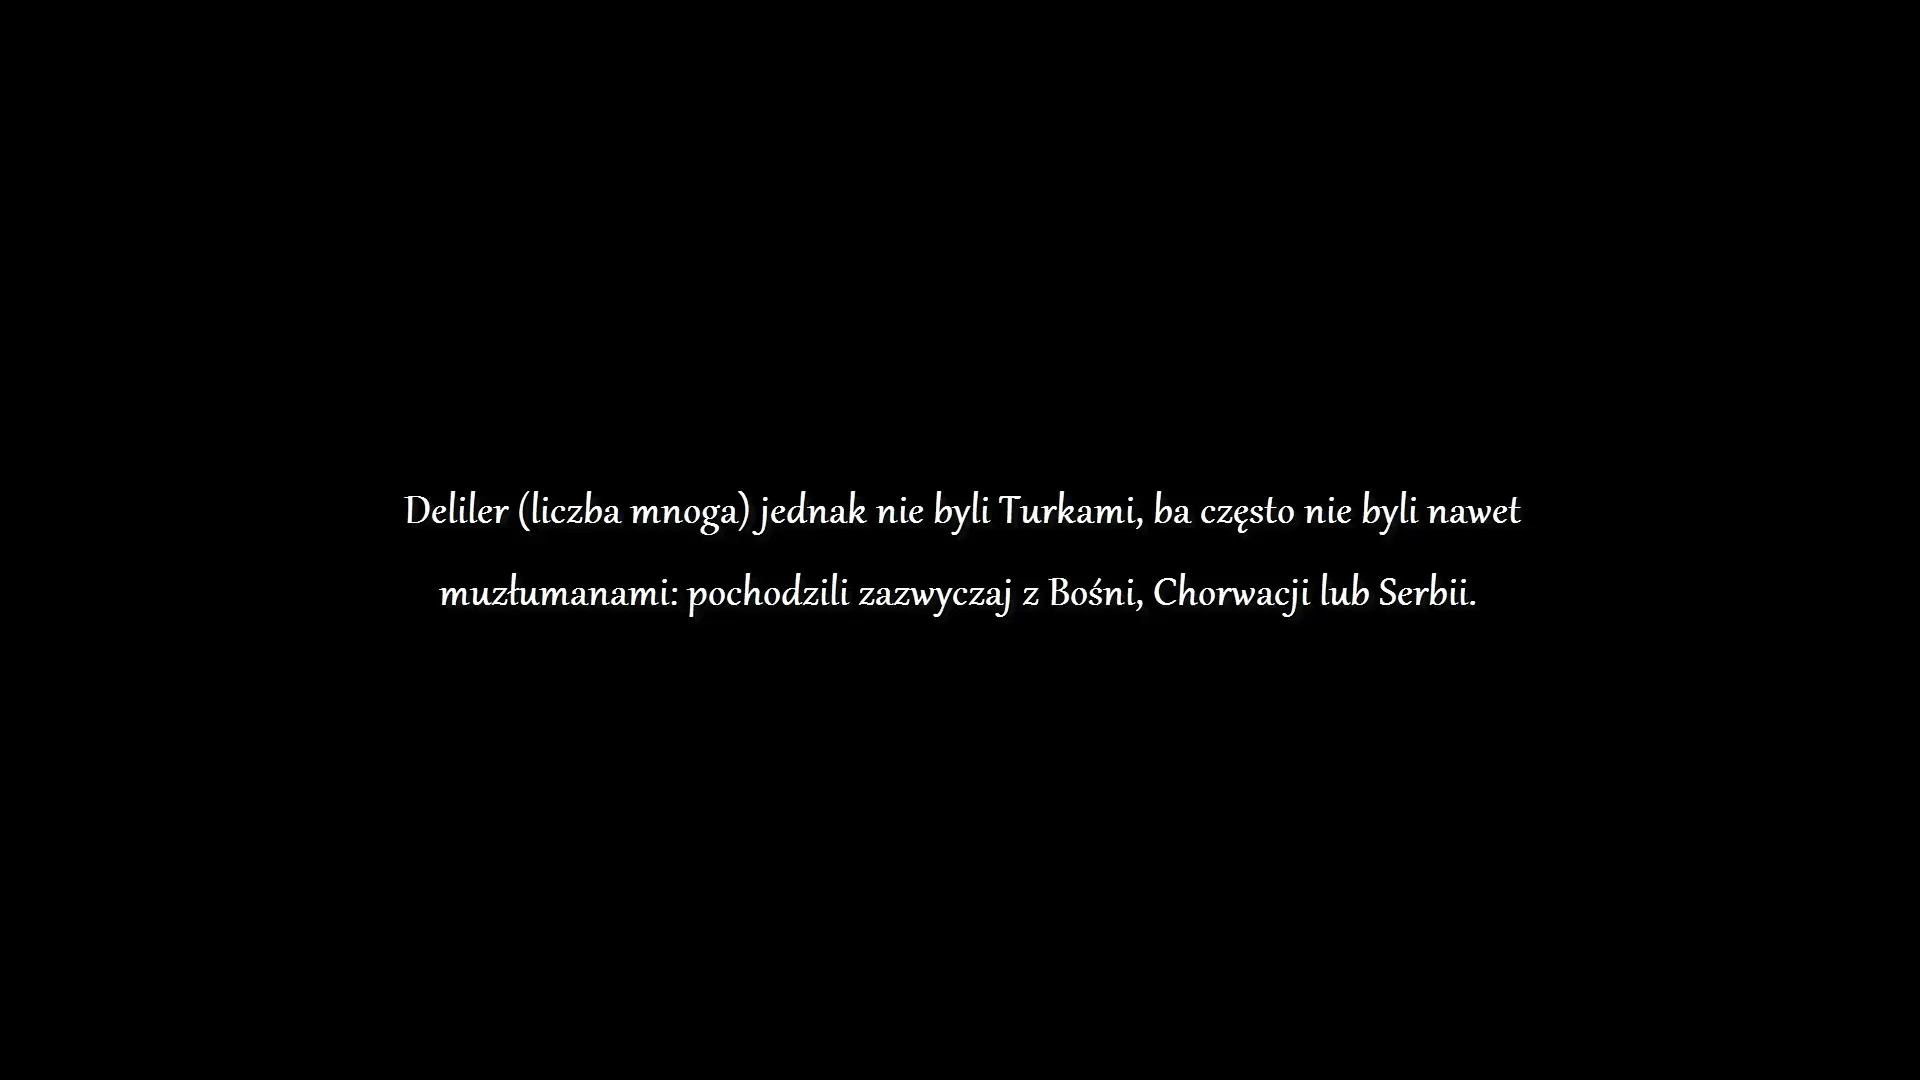 Deliler (liczba mnoga) jednak nie byli Turkami, ba często nie byli nawet
muzłumanami: pochodzili zazwyczaj z Bośni, Chorwacji lub Serbii.